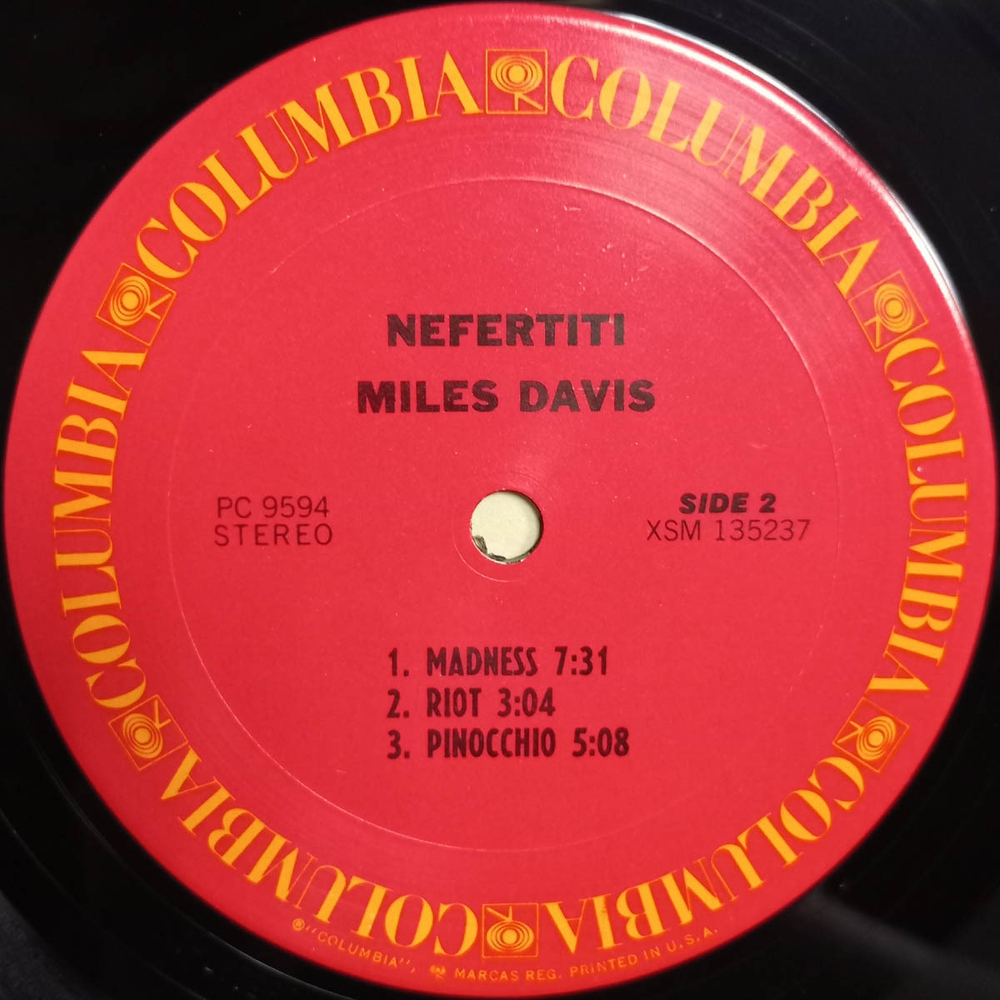 COLUMBIA COLUMBIA COLUMBIA COLUMBIA COLUMBIA COLUMBIA
NEFERTITI
MILES DAVIS
PC 9594
STEREO
SIDE 2
XSM 135237
1. MADNESS 7:31
2. RIOT 3:04
3. PINOCCHIO 5:08
® "COLUMBIA", MARCAS REG. PRINTED IN U.S.A.